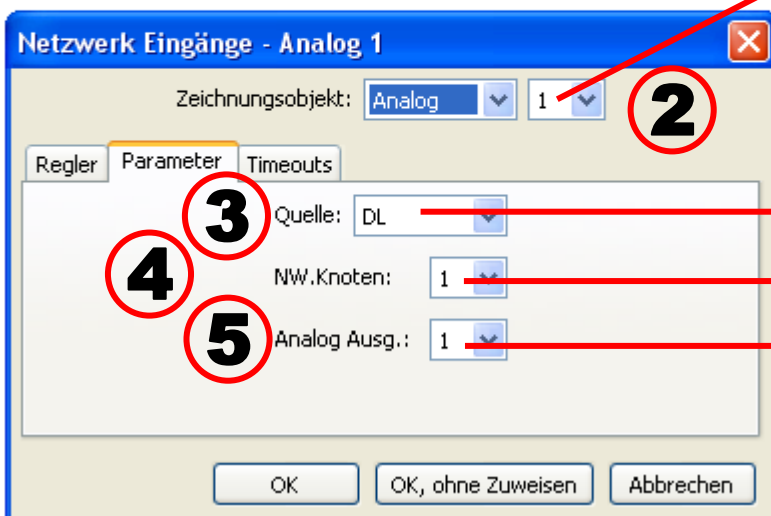 Netzwerk Eingänge - Analog 1
Zeichnungsobjekt: Analog 1
2
Regler Parameter Timeouts
3 Quelle: DL
4 NW.Knoten: 1
5 Analog Ausg.: 1
OK OK, ohne Zuweisen Abbrechen